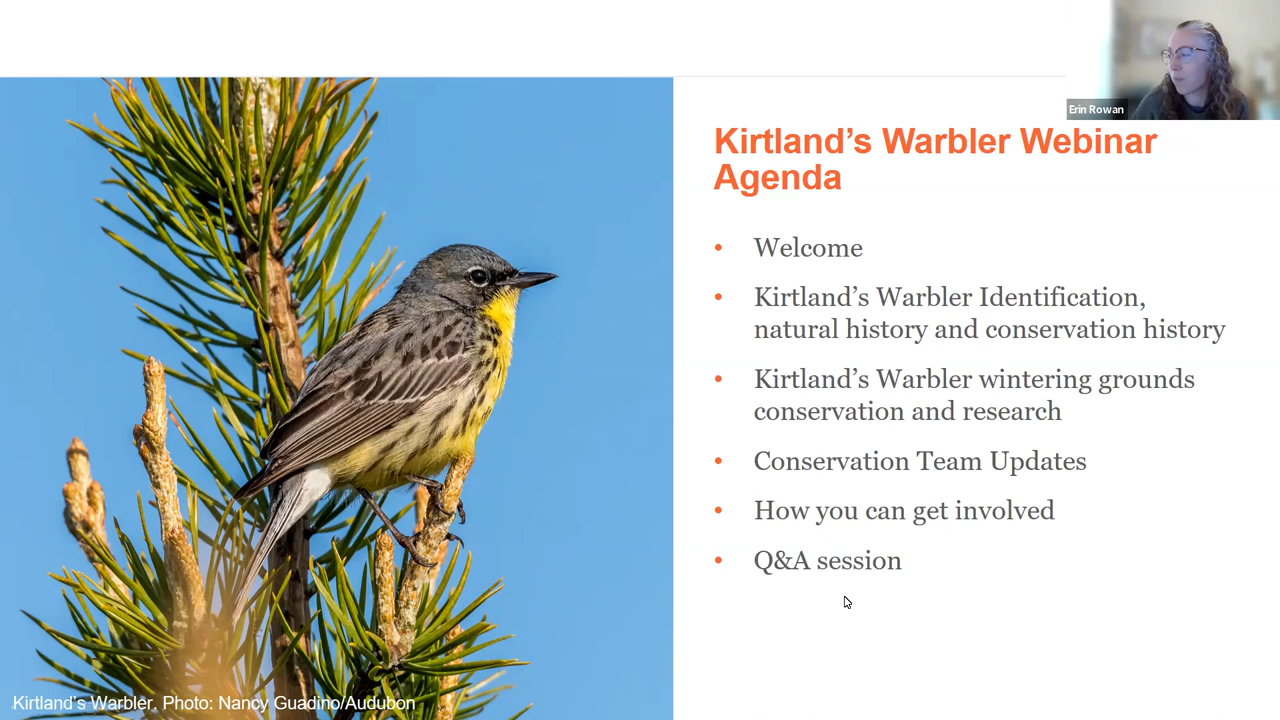 Erin Rowan
Kirtland’s Warbler Webinar
Agenda
• Welcome
• Kirtland’s Warbler Identification,
natural history and conservation history
• Kirtland’s Warbler wintering grounds
conservation and research
• Conservation Team Updates
• How you can get involved
• Q&A session
Kirtland’s Warbler. Photo: Nancy Guadino/Audubon